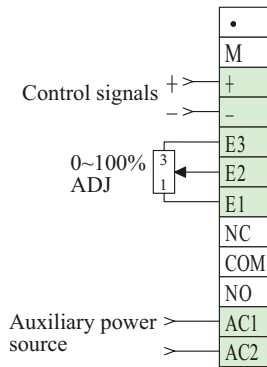 •
M
Control signals + +
− −
E3
3
0~100% E2
ADJ
1
E1
NC
COM
NO
Auxiliary power AC1
source
AC2